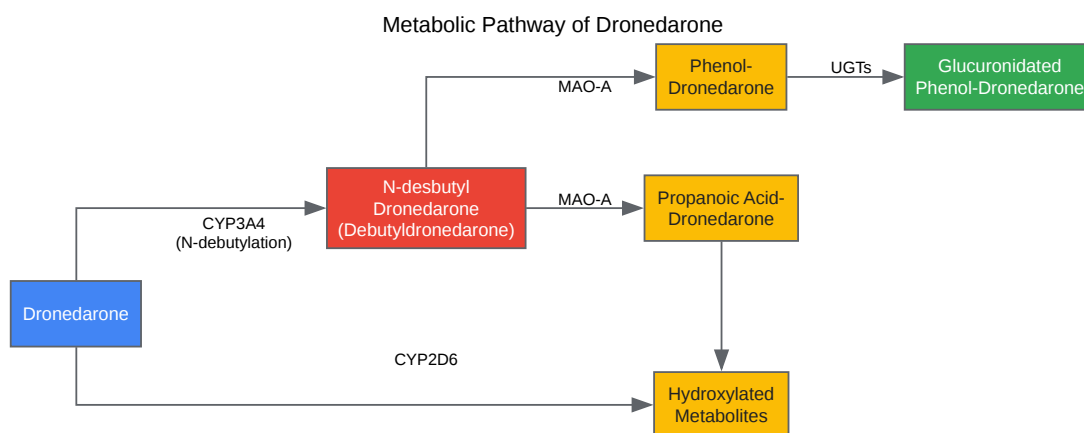 Metabolic Pathway of Dronedarone
Phenol-
Dronedarone
UGTs
Glucuronidated
Phenol-Dronedarone
MAO-A
N-desbutyl
Dronedarone
(Debutyldronedarone)
MAO-A
Propanoic Acid-
Dronedarone
CYP3A4
(N-debutylation)
Dronedarone
CYP2D6
Hydroxylated
Metabolites